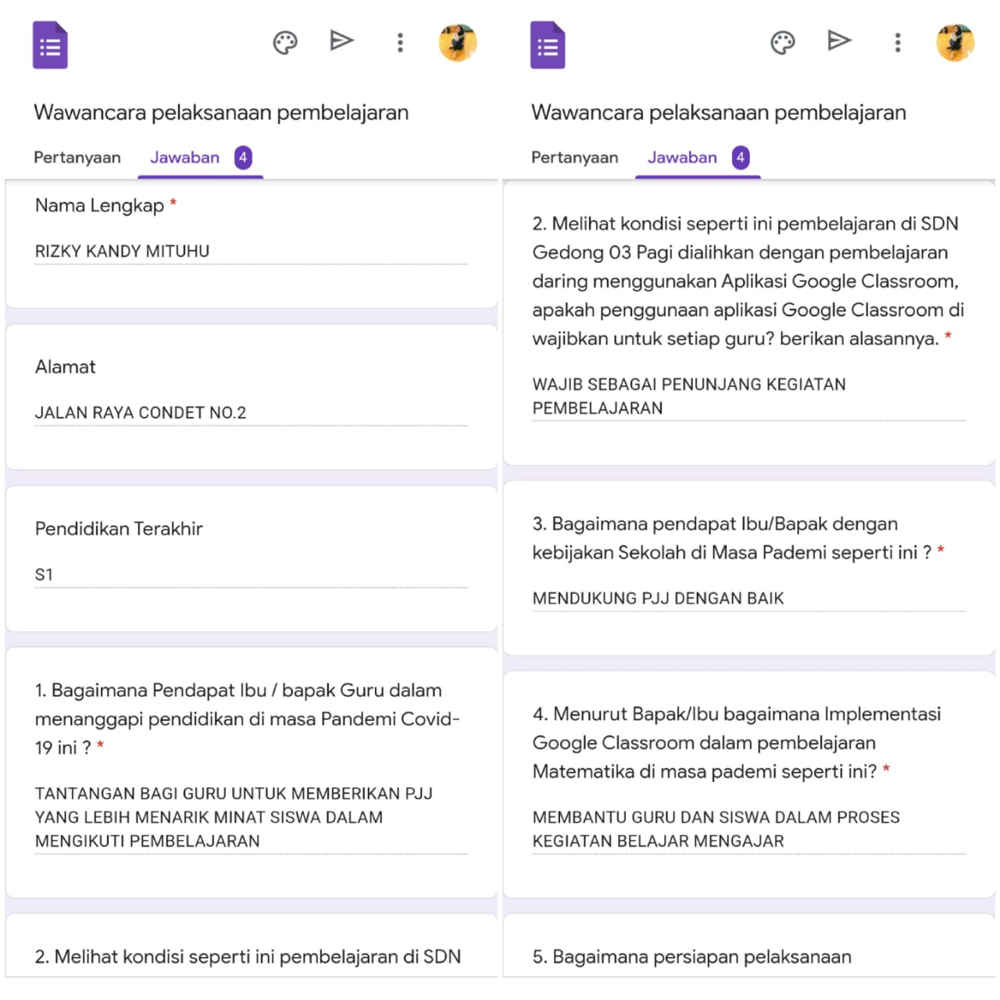 Wawancara pelaksanaan pembelajaran
Pertanyaan Jawaban 4
Nama Lengkap *
RIZKY KANDY MITUHU
Alamat
JALAN RAYA CONDET NO.2
Pendidikan Terakhir
S1
1. Bagaimana Pendapat Ibu / bapak Guru dalam
menanggapi pendidikan di masa Pandemi Covid-
19 ini ? *
TANTANGAN BAGI GURU UNTUK MEMBERIKAN PJJ
YANG LEBIH MENARIK MINAT SISWA DALAM
MENGIKUTI PEMBELAJARAN
2. Melihat kondisi seperti ini pembelajaran di SDN
Wawancara pelaksanaan pembelajaran
Pertanyaan Jawaban 4
2. Melihat kondisi seperti ini pembelajaran di SDN
Gedong 03 Pagi dialihkan dengan pembelajaran
daring menggunakan Aplikasi Google Classroom,
apakah penggunaan aplikasi Google Classroom di
wajibkan untuk setiap guru? berikan alasannya. *
WAJIB SEBAGAI PENUNJANG KEGIATAN
PEMBELAJARAN
3. Bagaimana pendapat Ibu/Bapak dengan
kebijakan Sekolah di Masa Pademi seperti ini ? *
MENDUKUNG PJJ DENGAN BAIK
4. Menurut Bapak/Ibu bagaimana Implementasi
Google Classroom dalam pembelajaran
Matematika di masa pademi seperti ini? *
MEMBANTU GURU DAN SISWA DALAM PROSES
KEGIATAN BELAJAR MENGAJAR
5. Bagaimana persiapan pelaksanaan